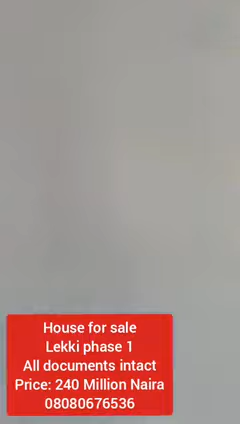 House for sale
Lekki phase 1
All documents intact
Price: 240 Million Naira
08080676536